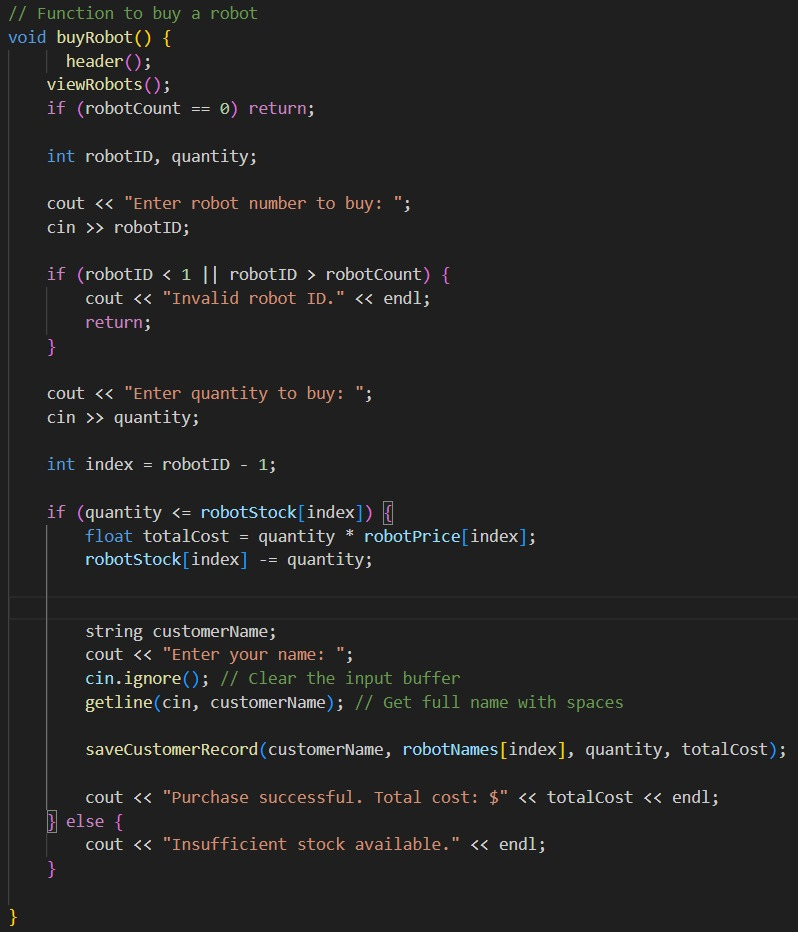 // Function to buy a robot
void buyRobot() {
header();
viewRobots();
if (robotCount == 0) return;
int robotID, quantity;
cout << "Enter robot number to buy: ";
cin >> robotID;
if (robotID < 1 || robotID > robotCount) {
cout << "Invalid robot ID." << endl;
return;
}
cout << "Enter quantity to buy: ";
cin >> quantity;
int index = robotID - 1;
if (quantity <= robotStock[index]) {
float totalCost = quantity * robotPrice[index];
robotStock[index] -= quantity;
string customerName;
cout << "Enter your name: ";
cin.ignore(); // Clear the input buffer
getline(cin, customerName); // Get full name with spaces
saveCustomerRecord(customerName, robotNames[index], quantity, totalCost);
cout << "Purchase successful. Total cost: $" << totalCost << endl;
} else {
cout << "Insufficient stock available." << endl;
}
}